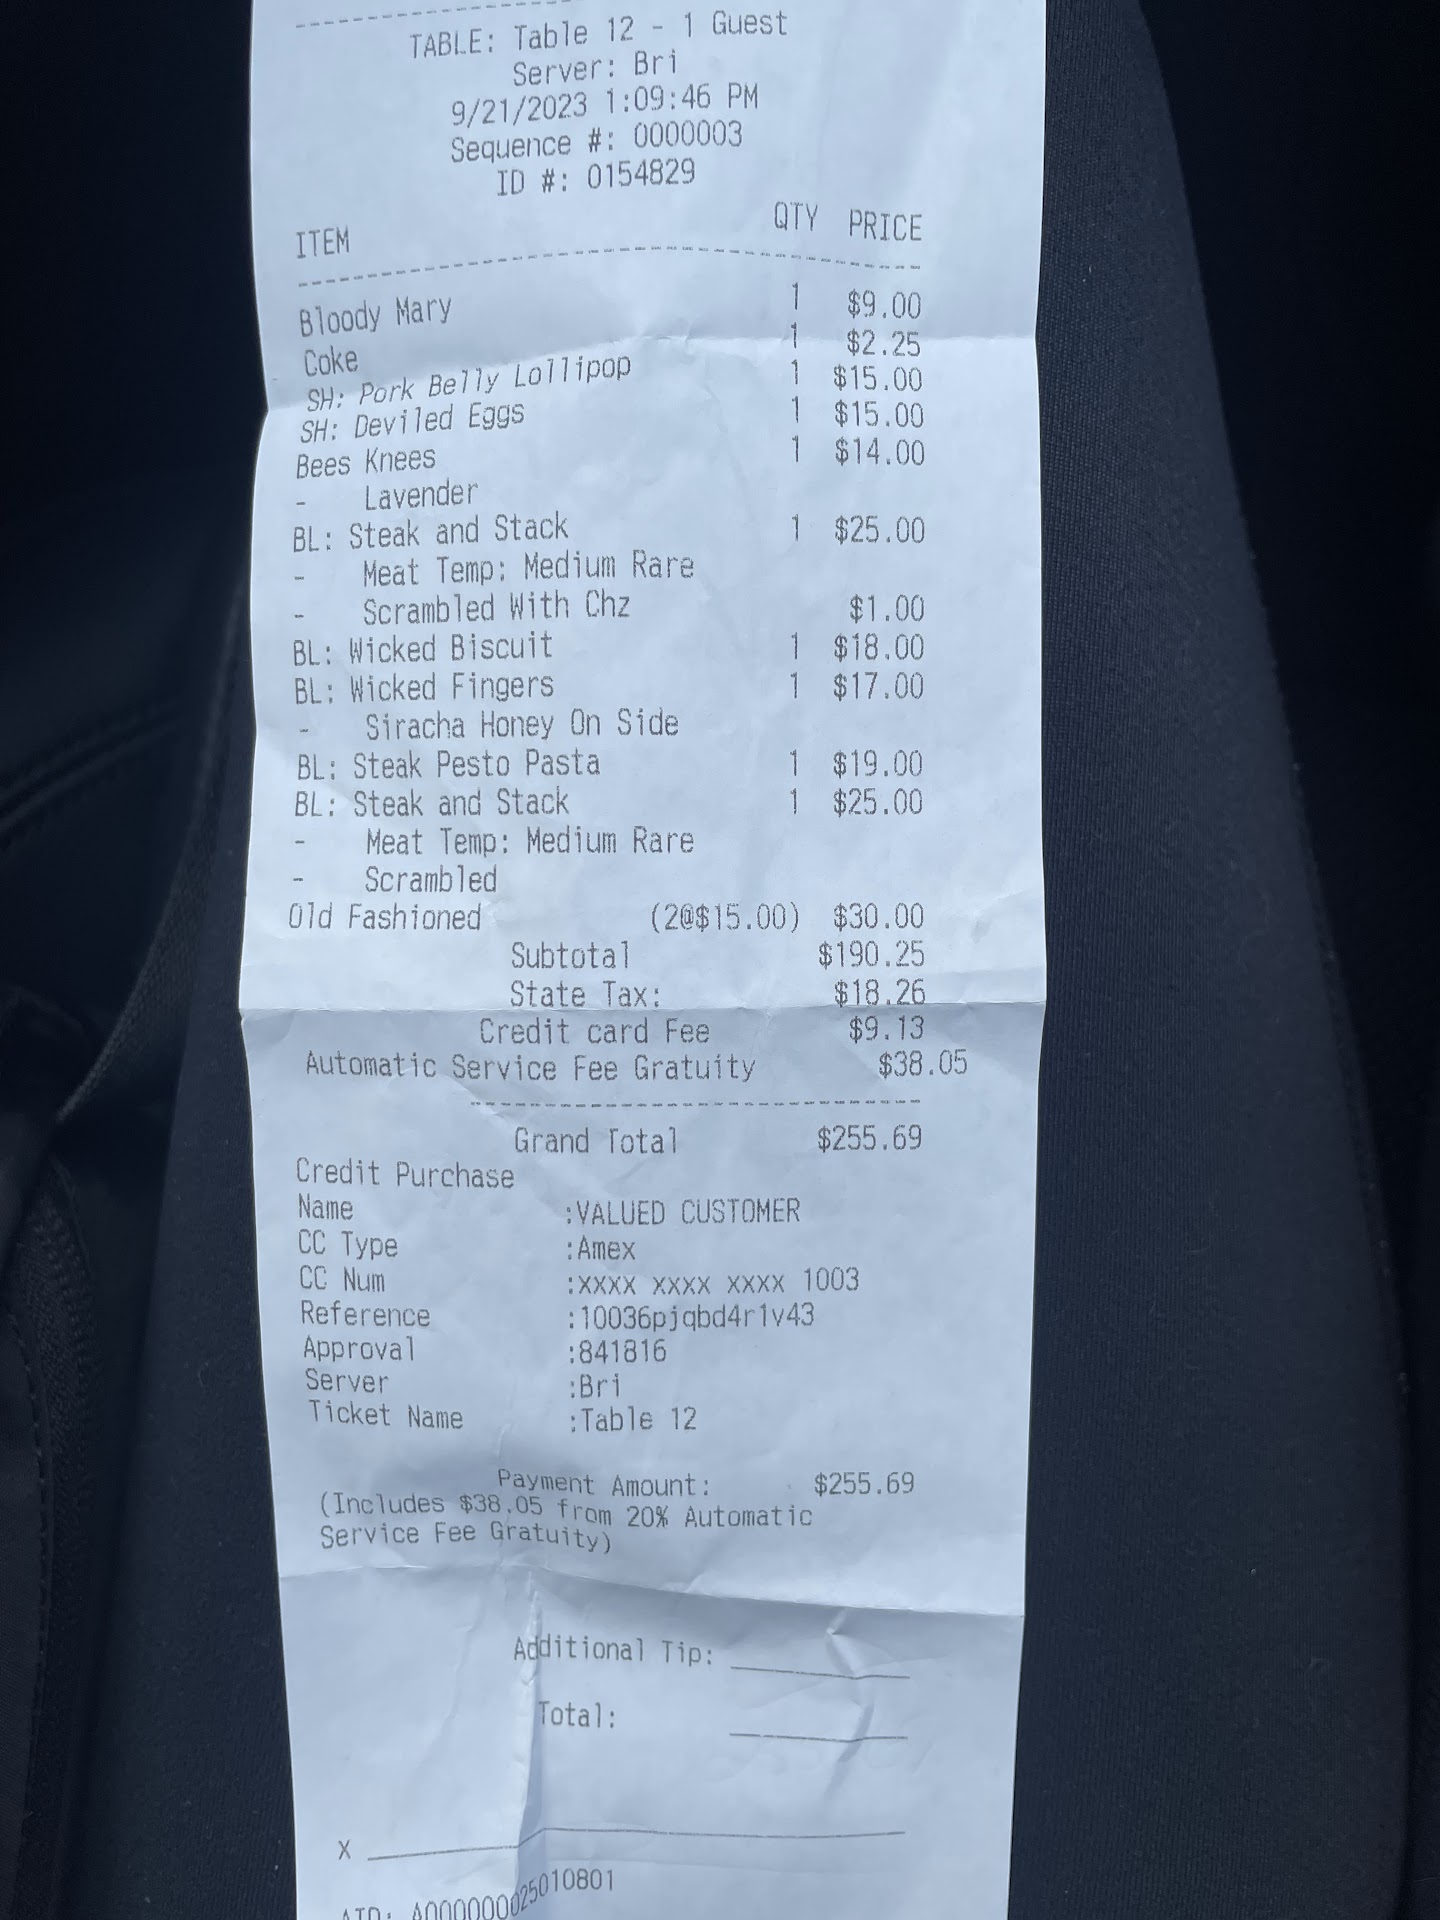 TABLE: Table 12 - 1 Guest
Server: Bri
9/21/2023 1:09:46 PM
Sequence #: 0000003
ID #: 0154829
ITEM QTY PRICE
Bloody Mary 1 $9.00
Coke 1 $2.25
SH: Pork Belly Lollipop 1 $15.00
SH: Deviled Eggs 1 $15.00
Bees Knees 1 $14.00
- Lavender
BL: Steak and Stack 1 $25.00
- Meat Temp: Medium Rare
- Scrambled With Chz $1.00
BL: Wicked Biscuit 1 $18.00
BL: Wicked Fingers 1 $17.00
- Siracha Honey On Side
BL: Steak Pesto Pasta 1 $19.00
BL: Steak and Stack 1 $25.00
- Meat Temp: Medium Rare
- Scrambled
Old Fashioned (2@$15.00) $30.00
Subtotal $190.25
State Tax: $18.26
Credit card Fee $9.13
Automatic Service Fee Gratuity $38.05
Grand Total $255.69
Credit Purchase
Name :VALUED CUSTOMER
CC Type :Amex
CC Num :xxxx xxxx xxxx 1003
Reference :10036pjqbd4r1v43
Approval :841816
Server :Bri
Ticket Name :Table 12
Payment Amount: $255.69
(Includes $38.05 from 20% Automatic
Service Fee Gratuity)
Additional Tip:
Total:
X
AID: A000000025010801